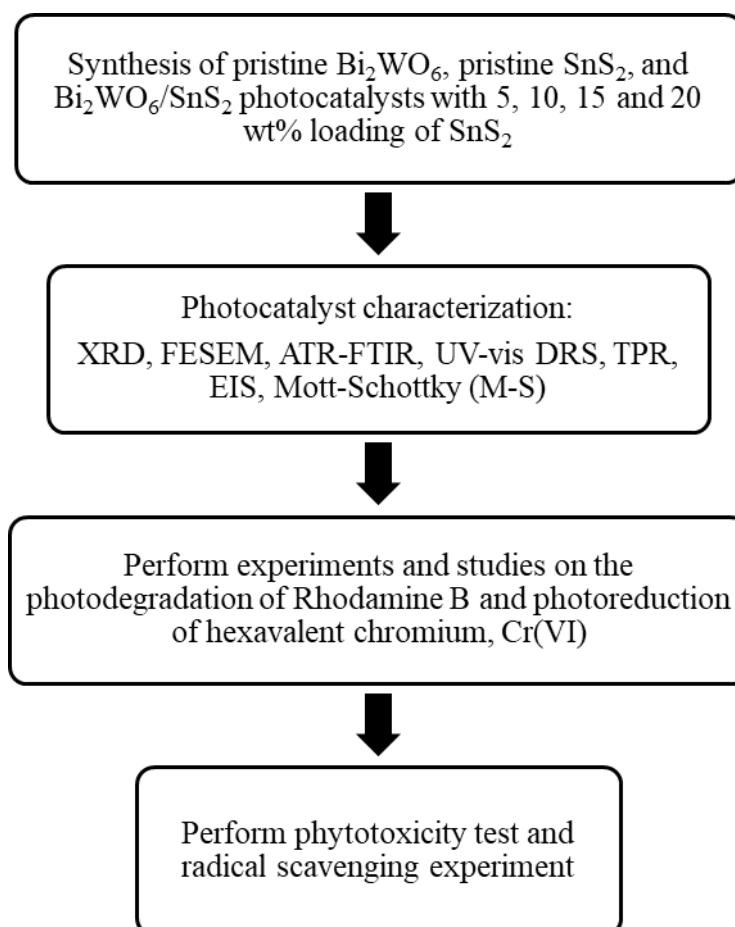 Synthesis of pristine Bi₂WO₆, pristine SnS₂, and
Bi₂WO₆/SnS₂ photocatalysts with 5, 10, 15 and 20
wt% loading of SnS₂
Photocatalyst characterization:
XRD, FESEM, ATR-FTIR, UV-vis DRS, TPR,
EIS, Mott-Schottky (M-S)
Perform experiments and studies on the
photodegradation of Rhodamine B and photoreduction
of hexavalent chromium, Cr(VI)
Perform phytotoxicity test and
radical scavenging experiment